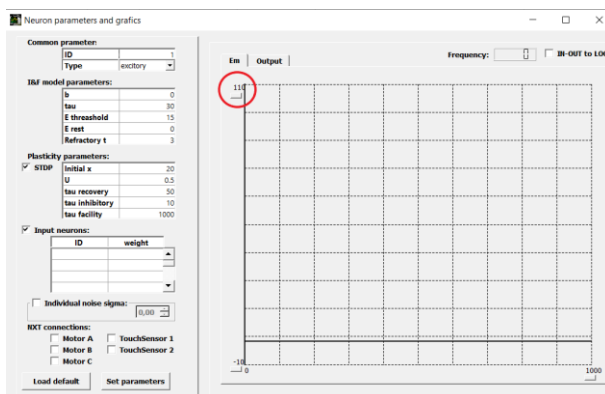 Neuron parameters and grafics
Common prameter:
ID 1
Type excitory
I&F model parameters:
b 0
tau 30
E threashold 15
E rest 0
Refractory t 3
Plasticity parameters:
STDP
Initial x 20
U 0.5
tau recovery 50
tau inhibitory 10
tau facility 1000
Input neurons:
ID weight
Individual noise sigma:
0,00
NXT connections:
Motor A TouchSensor 1
Motor B TouchSensor 2
Motor C
Load default Set parameters
Em Output
Frequency: 0 IN-OUT to LOG
110
-10
0 1000